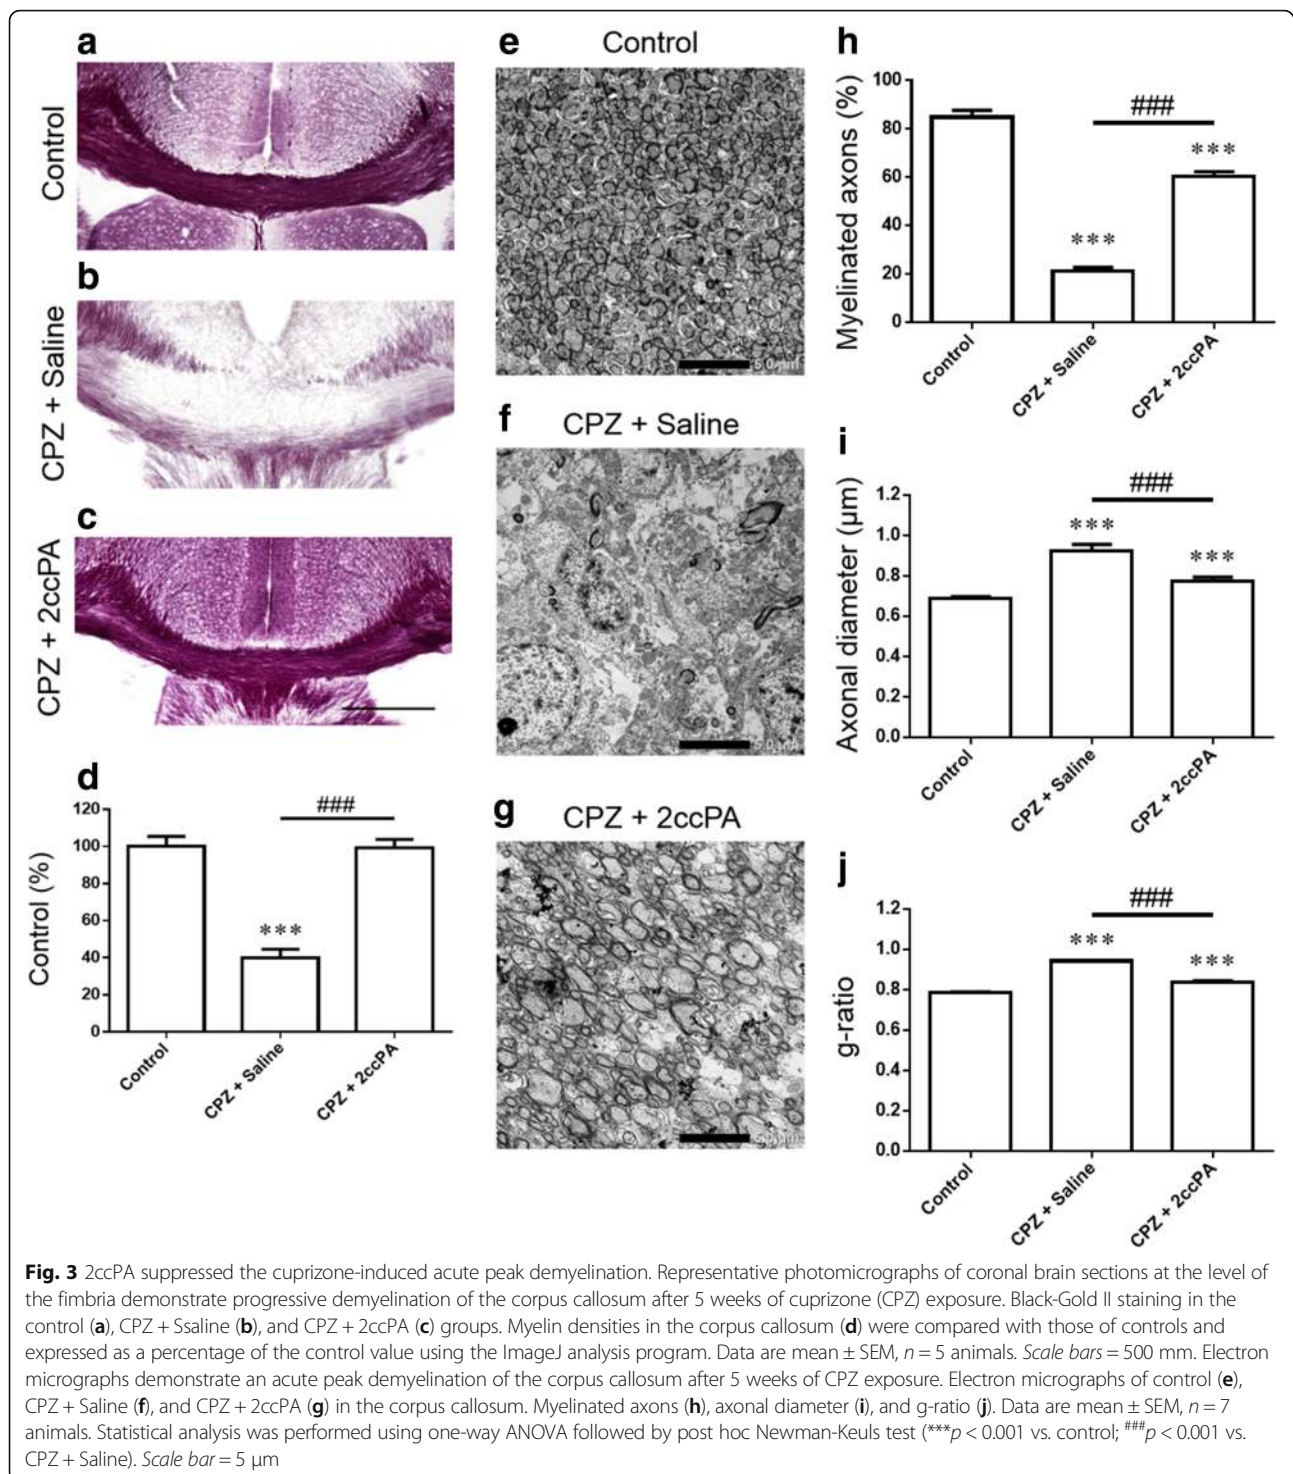 a
Control
b
CPZ + Saline
c
CPZ + 2ccPA
d
Control (%)
120
100
80
60
40
20
0
***
###
Control
CPZ + Saline
CPZ + 2ccPA
e
Control
5.0 µm
f
CPZ + Saline
5.0 µm
g
CPZ + 2ccPA
h
Myelinated axons (%)
100
80
60
40
20
0
***
###
***
Control
CPZ + Saline
CPZ + 2ccPA
i
Axonal diameter (µm)
1.2
1.0
0.8
0.6
0.4
0.2
0.0
***
###
***
Control
CPZ + Saline
CPZ + 2ccPA
j
g-ratio
1.2
1.0
0.8
0.6
0.4
0.2
0.0
***
###
***
Control
CPZ + Saline
CPZ + 2ccPA
Fig. 3 2ccPA suppressed the cuprizone-induced acute peak demyelination. Representative photomicrographs of coronal brain sections at the level of
the fimbria demonstrate progressive demyelination of the corpus callosum after 5 weeks of cuprizone (CPZ) exposure. Black-Gold II staining in the
control (a), CPZ + Ssaline (b), and CPZ + 2ccPA (c) groups. Myelin densities in the corpus callosum (d) were compared with those of controls and
expressed as a percentage of the control value using the ImageJ analysis program. Data are mean ± SEM, n = 5 animals. Scale bars = 500 mm. Electron
micrographs demonstrate an acute peak demyelination of the corpus callosum after 5 weeks of CPZ exposure. Electron micrographs of control (e),
CPZ + Saline (f), and CPZ + 2ccPA (g) in the corpus callosum. Myelinated axons (h), axonal diameter (i), and g-ratio (j). Data are mean ± SEM, n = 7
animals. Statistical analysis was performed using one-way ANOVA followed by post hoc Newman-Keuls test (***p < 0.001 vs. control; ###p < 0.001 vs.
CPZ + Saline). Scale bar = 5 µm